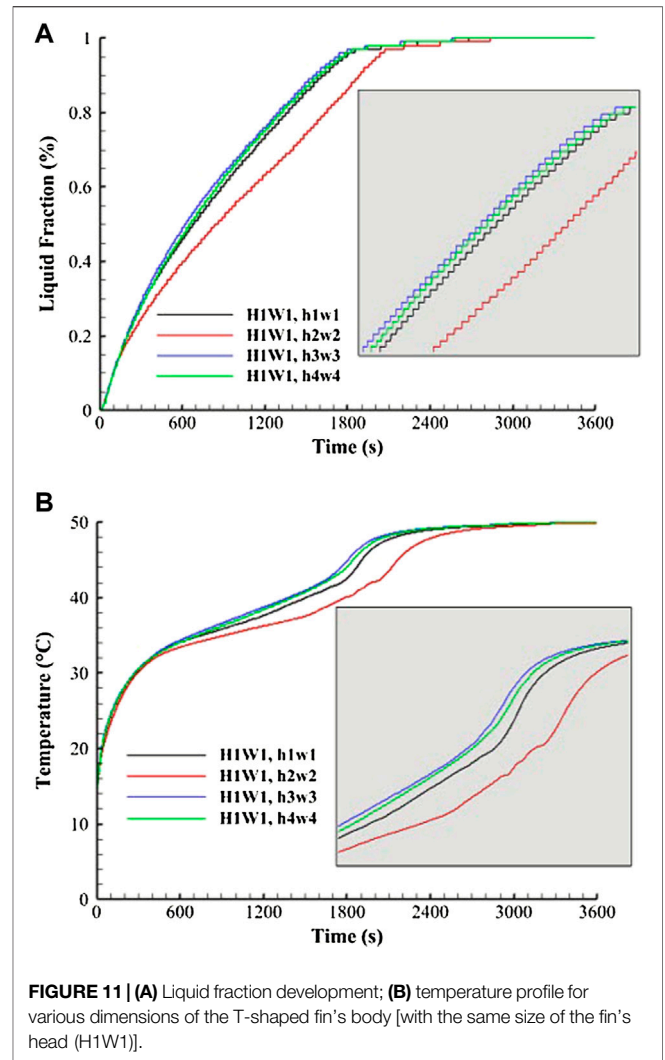 A
1
0.8
0.6
0.4
0.2
0
Liquid Fraction (%)
H1W1, h1w1
H1W1, h2w2
H1W1, h3w3
H1W1, h4w4
600 1200 1800 2400 3000 3600
Time (s)
B
50
40
30
20
10
0
Temperature (°C)
H1W1, h1w1
H1W1, h2w2
H1W1, h3w3
H1W1, h4w4
0 600 1200 1800 2400 3000 3600
Time (s)
FIGURE 11 | (A) Liquid fraction development; (B) temperature profile for
various dimensions of the T-shaped fin's body [with the same size of the fin's
head (H1W1)].